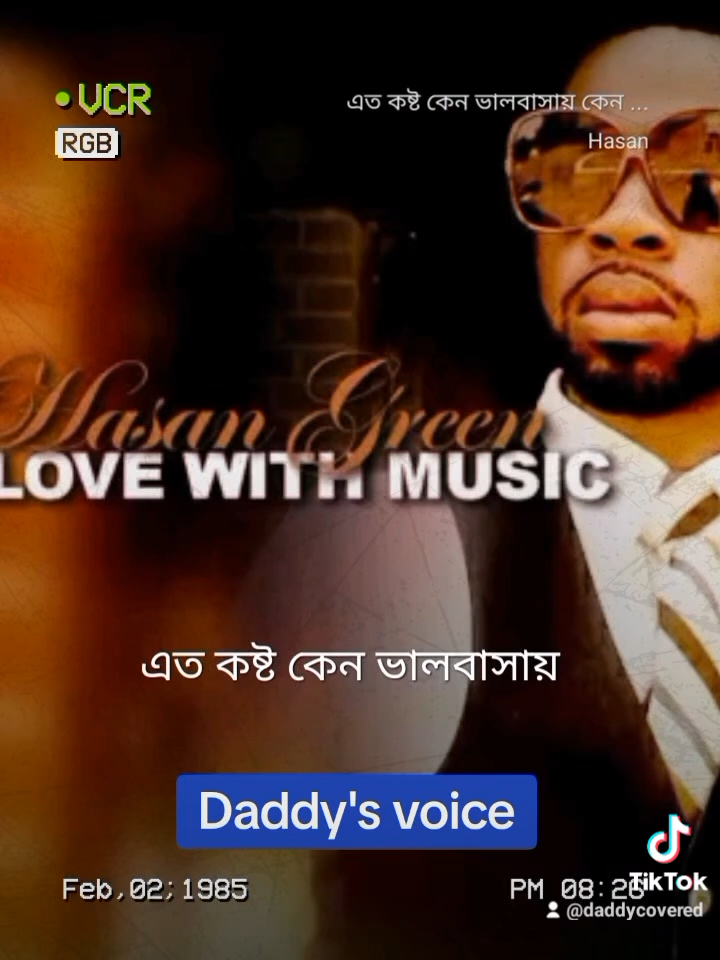 VCR
RGB
এত কষ্ট কেন ভালবাসায় কেন ...
Hasan
Hasan Green
LOVE WITH MUSIC
এত কষ্ট কেন ভালবাসায়
Daddy's voice
Feb,02;1985
PM 08:26
TikTok
@daddycovered